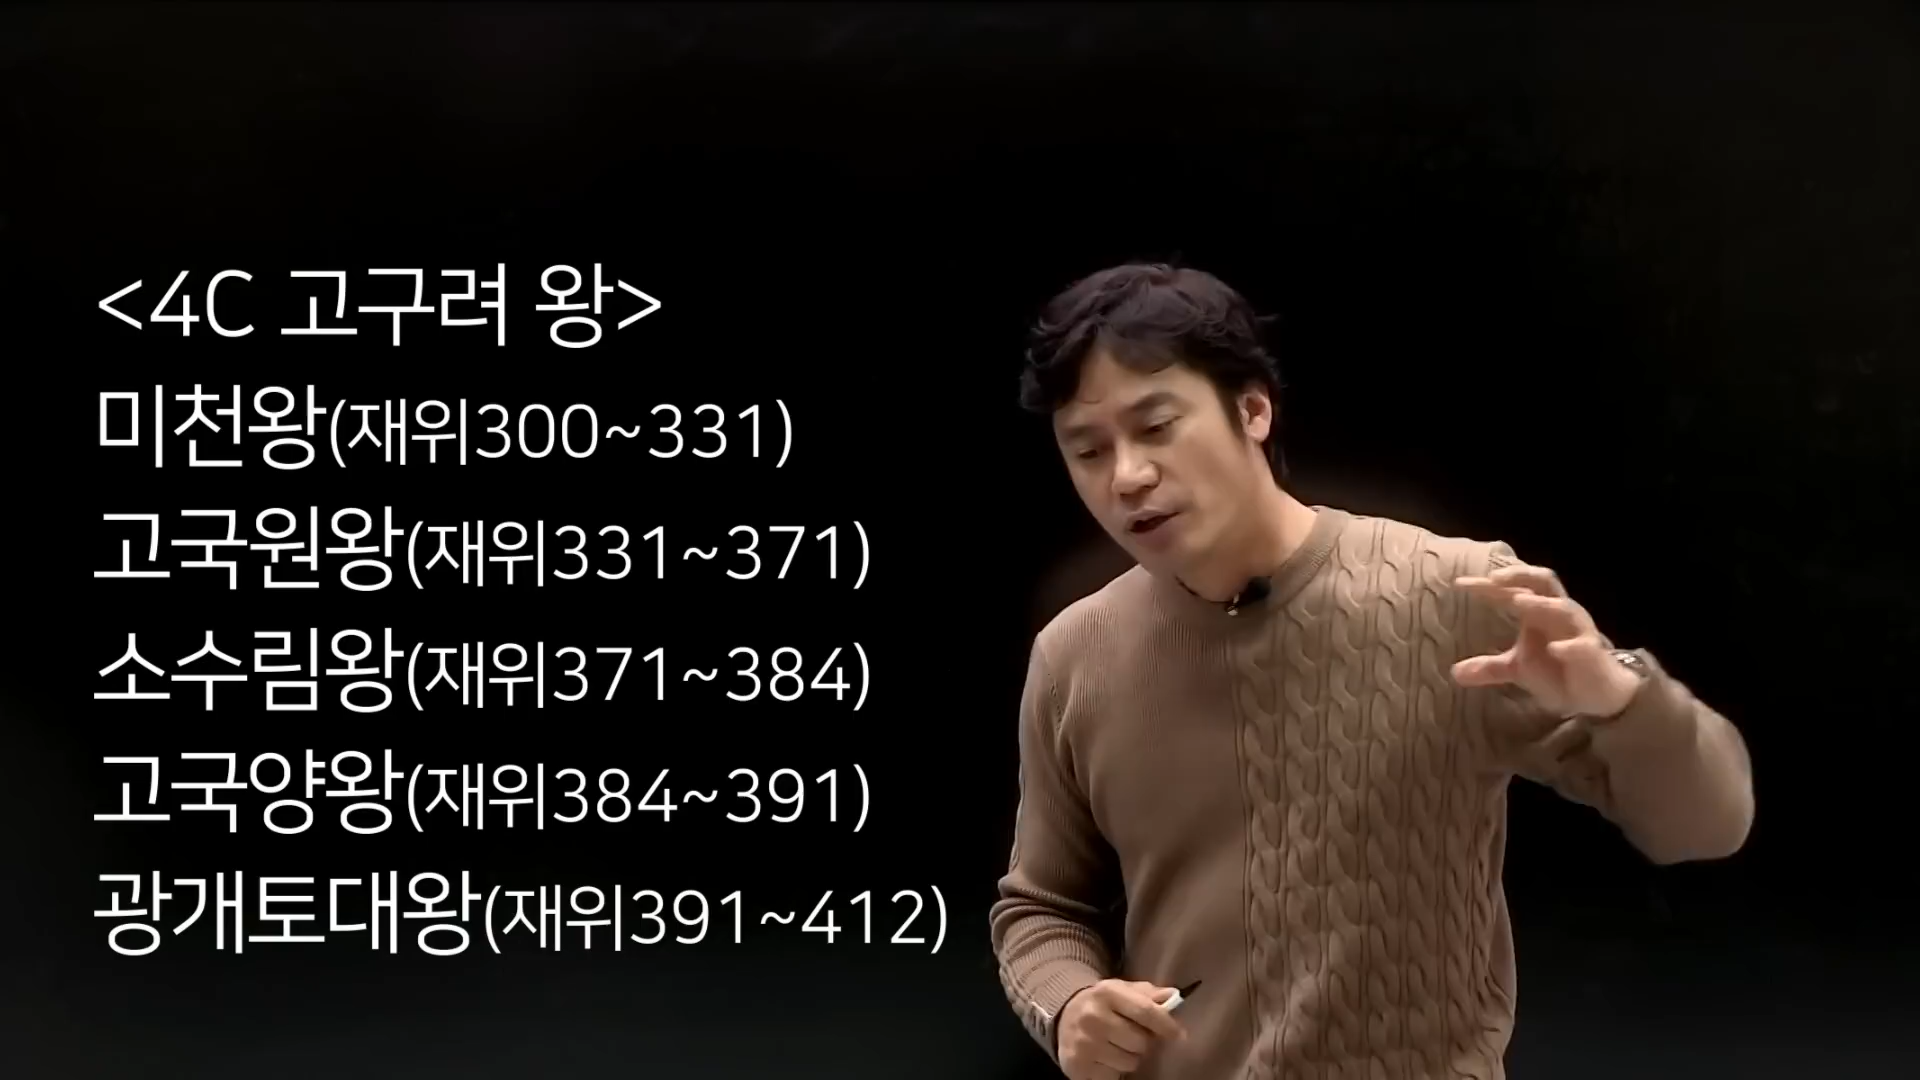 <4C 고구려 왕>
미천왕(재위300~331)
고국원왕(재위331~371)
소수림왕(재위371~384)
고국양왕(재위384~391)
광개토대왕(재위391~412)